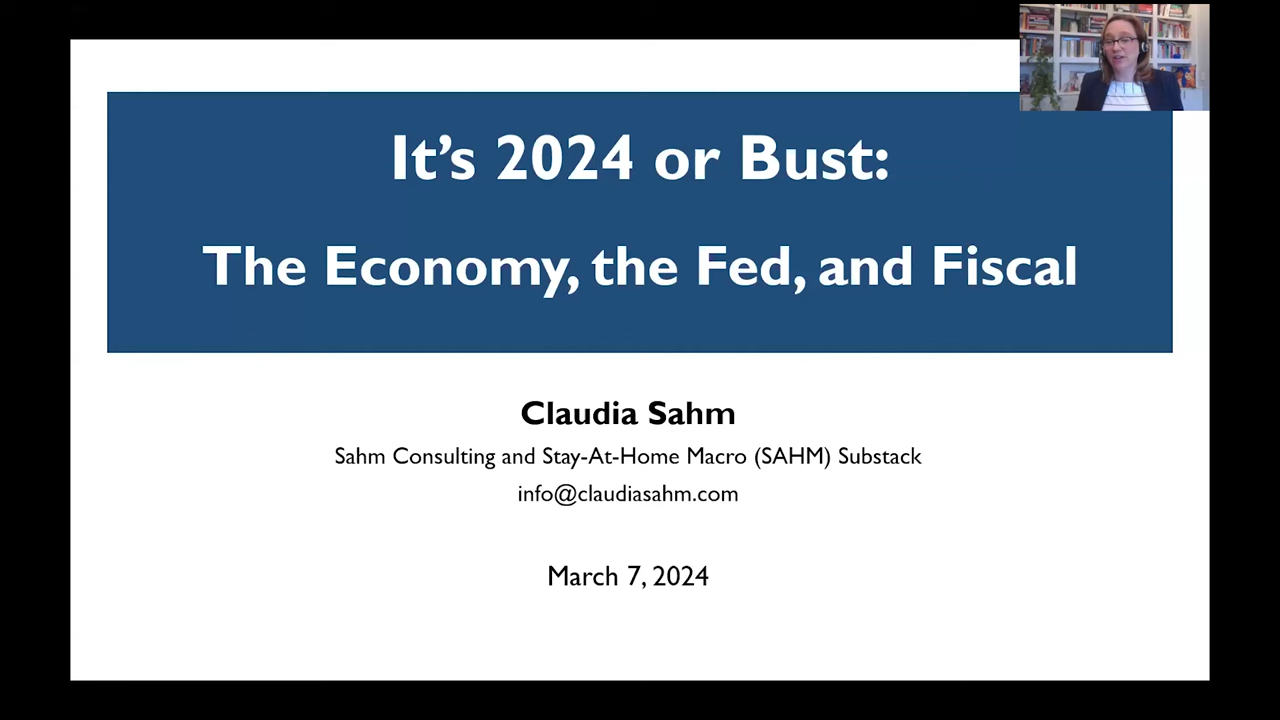 It’s 2024 or Bust:
The Economy, the Fed, and Fiscal
Claudia Sahm
Sahm Consulting and Stay-At-Home Macro (SAHM) Substack
info@claudiasahm.com
March 7, 2024